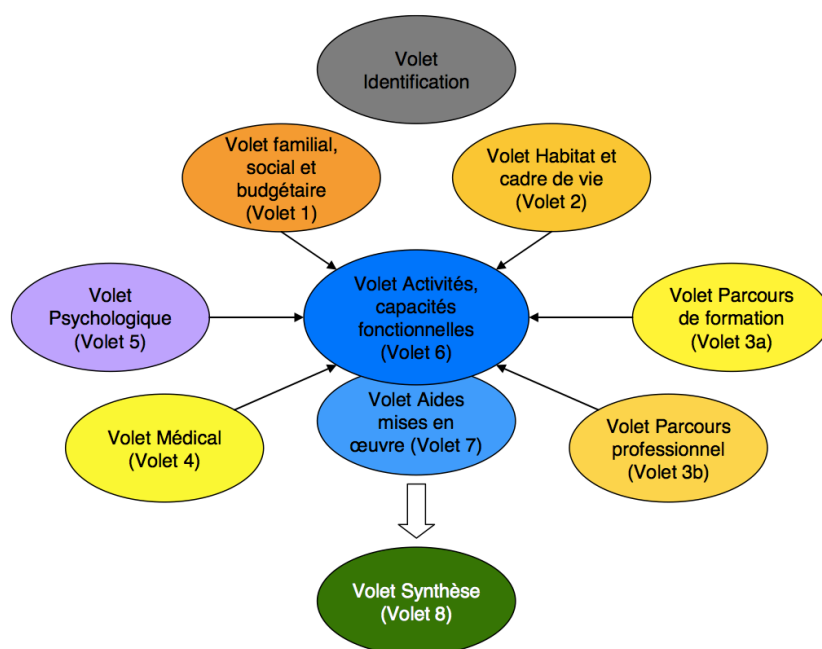 Volet
Identification
Volet familial,
social et
budgétaire
(Volet 1)
Volet Habitat et
cadre de vie
(Volet 2)
Volet
Psychologique
(Volet 5)
Volet Activités,
capacités
fonctionnelles
(Volet 6)
Volet Parcours
de formation
(Volet 3a)
Volet Médical
(Volet 4)
Volet Aides
mises en
œuvre (Volet 7)
Volet Parcours
professionnel
(Volet 3b)
Volet Synthèse
(Volet 8)